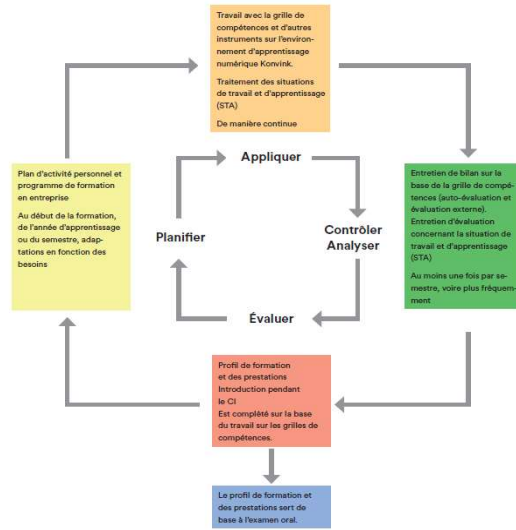 Travail avec la grille de
compétences et d'autres
instruments sur l'environ-
nement d'apprentissage
numérique Konvink.
Traitement des situations
de travail et d'apprentissage
(STA)
De manière continue
Plan d'activité personnel et
programme de formation
en entreprise
Au début de la formation,
de l'année d'apprentissage
ou du semestre, adap-
tations en fonction des
besoins
Appliquer
Planifier
Contrôler
Analyser
Évaluer
Entretien de bilan sur la
base de la grille de compé-
tences (auto-évaluation et
évaluation externe).
Entretien d'évaluation
concernant la situation de
travail et d'apprentissage
(STA)
Au moins une fois par se-
mestre, voire plus fréquem-
ment
Profil de formation
et des prestations
Introduction pendant
le CI
Est complété sur la base
du travail sur les grilles de
compétences.
Le profil de formation et
des prestations sert de
base à l'examen oral.